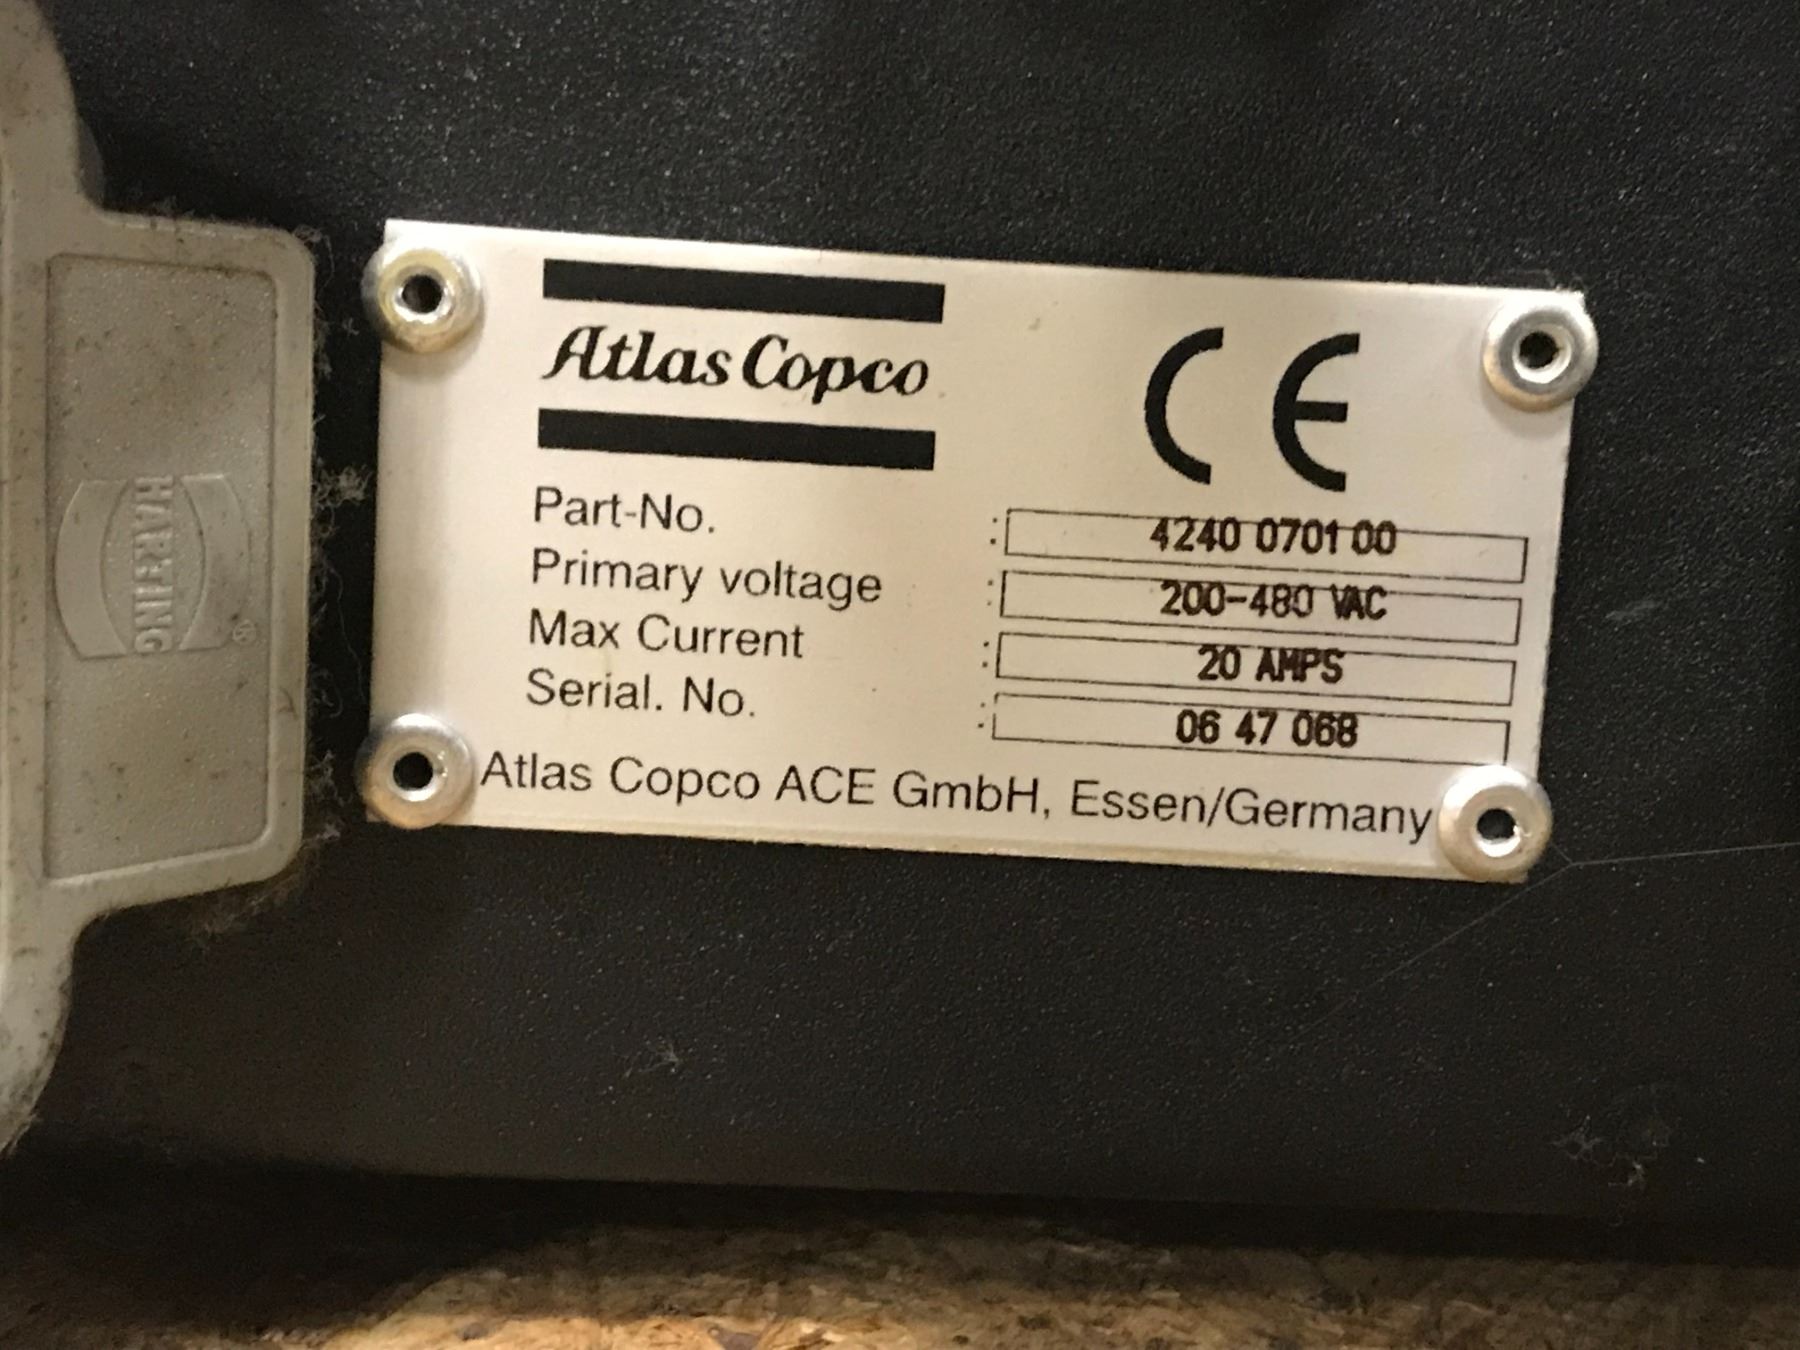 HARTING
®
Atlas Copco
CE
Part-No. : 4240 0701 00
Primary voltage : 200-480 VAC
Max Current : 20 AMPS
Serial. No. : 06 47 068
Atlas Copco ACE GmbH, Essen/Germany